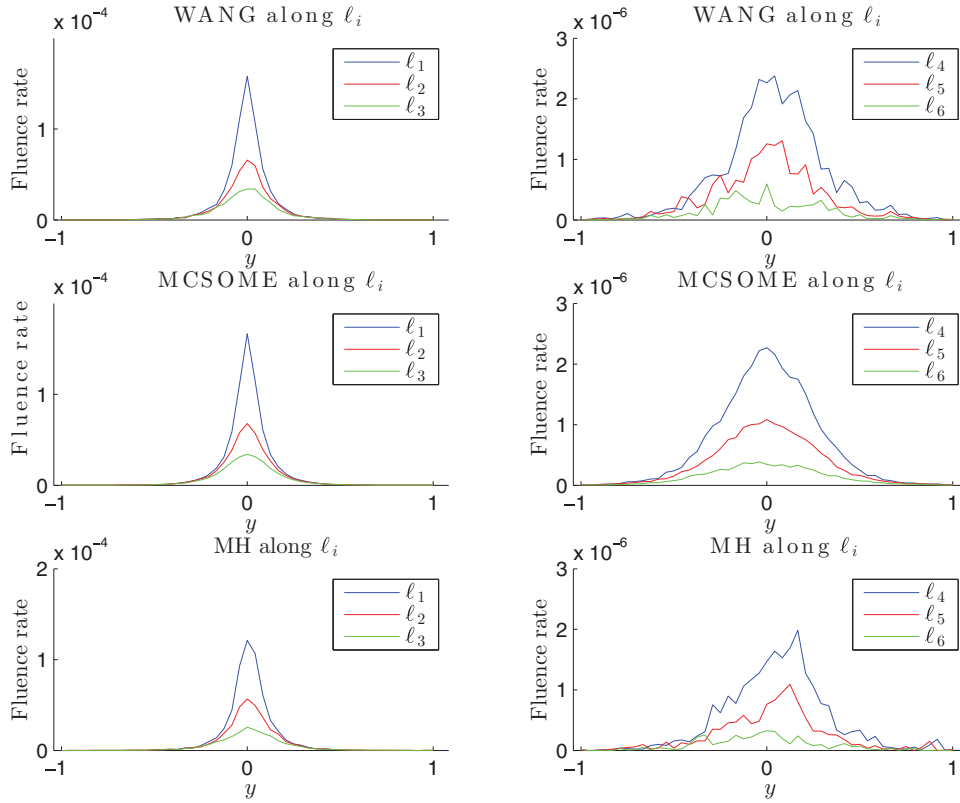 WANG along ℓ_i
x 10^-4
Fluence rate
1
0
−1
0
1
y
ℓ_1
ℓ_2
ℓ_3
WANG along ℓ_i
x 10^-6
Fluence rate
3
2
1
0
−1
0
1
y
ℓ_4
ℓ_5
ℓ_6
MCSOME along ℓ_i
x 10^-4
Fluence rate
1
0
−1
0
1
y
ℓ_1
ℓ_2
ℓ_3
MCSOME along ℓ_i
x 10^-6
Fluence rate
3
2
1
0
−1
0
1
y
ℓ_4
ℓ_5
ℓ_6
MH along ℓ_i
x 10^-4
Fluence rate
2
1
0
−1
0
1
y
ℓ_1
ℓ_2
ℓ_3
MH along ℓ_i
x 10^-6
Fluence rate
3
2
1
0
−1
0
1
y
ℓ_4
ℓ_5
ℓ_6